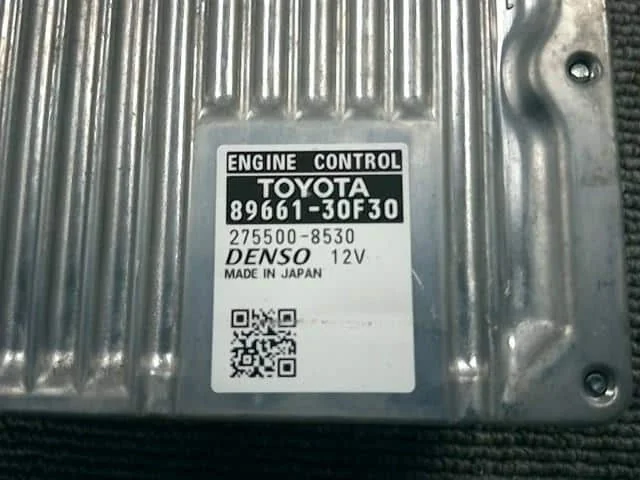 ENGINE CONTROL
TOYOTA
89661-30F30
275500-8530
DENSO 12V
MADE IN JAPAN